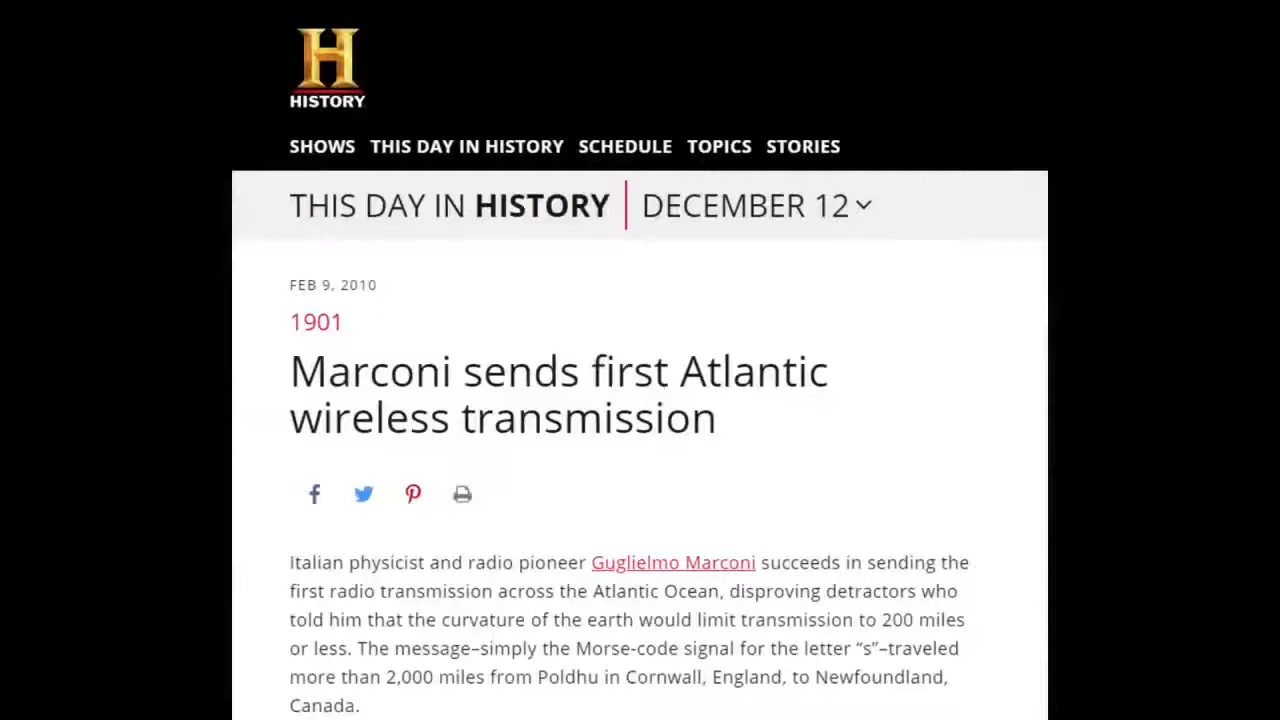 H
HISTORY
SHOWS THIS DAY IN HISTORY SCHEDULE TOPICS STORIES
THIS DAY IN HISTORY DECEMBER 12
FEB 9, 2010
1901
Marconi sends first Atlantic
wireless transmission
Italian physicist and radio pioneer Guglielmo Marconi succeeds in sending the
first radio transmission across the Atlantic Ocean, disproving detractors who
told him that the curvature of the earth would limit transmission to 200 miles
or less. The message–simply the Morse-code signal for the letter “s”–traveled
more than 2,000 miles from Poldhu in Cornwall, England, to Newfoundland,
Canada.